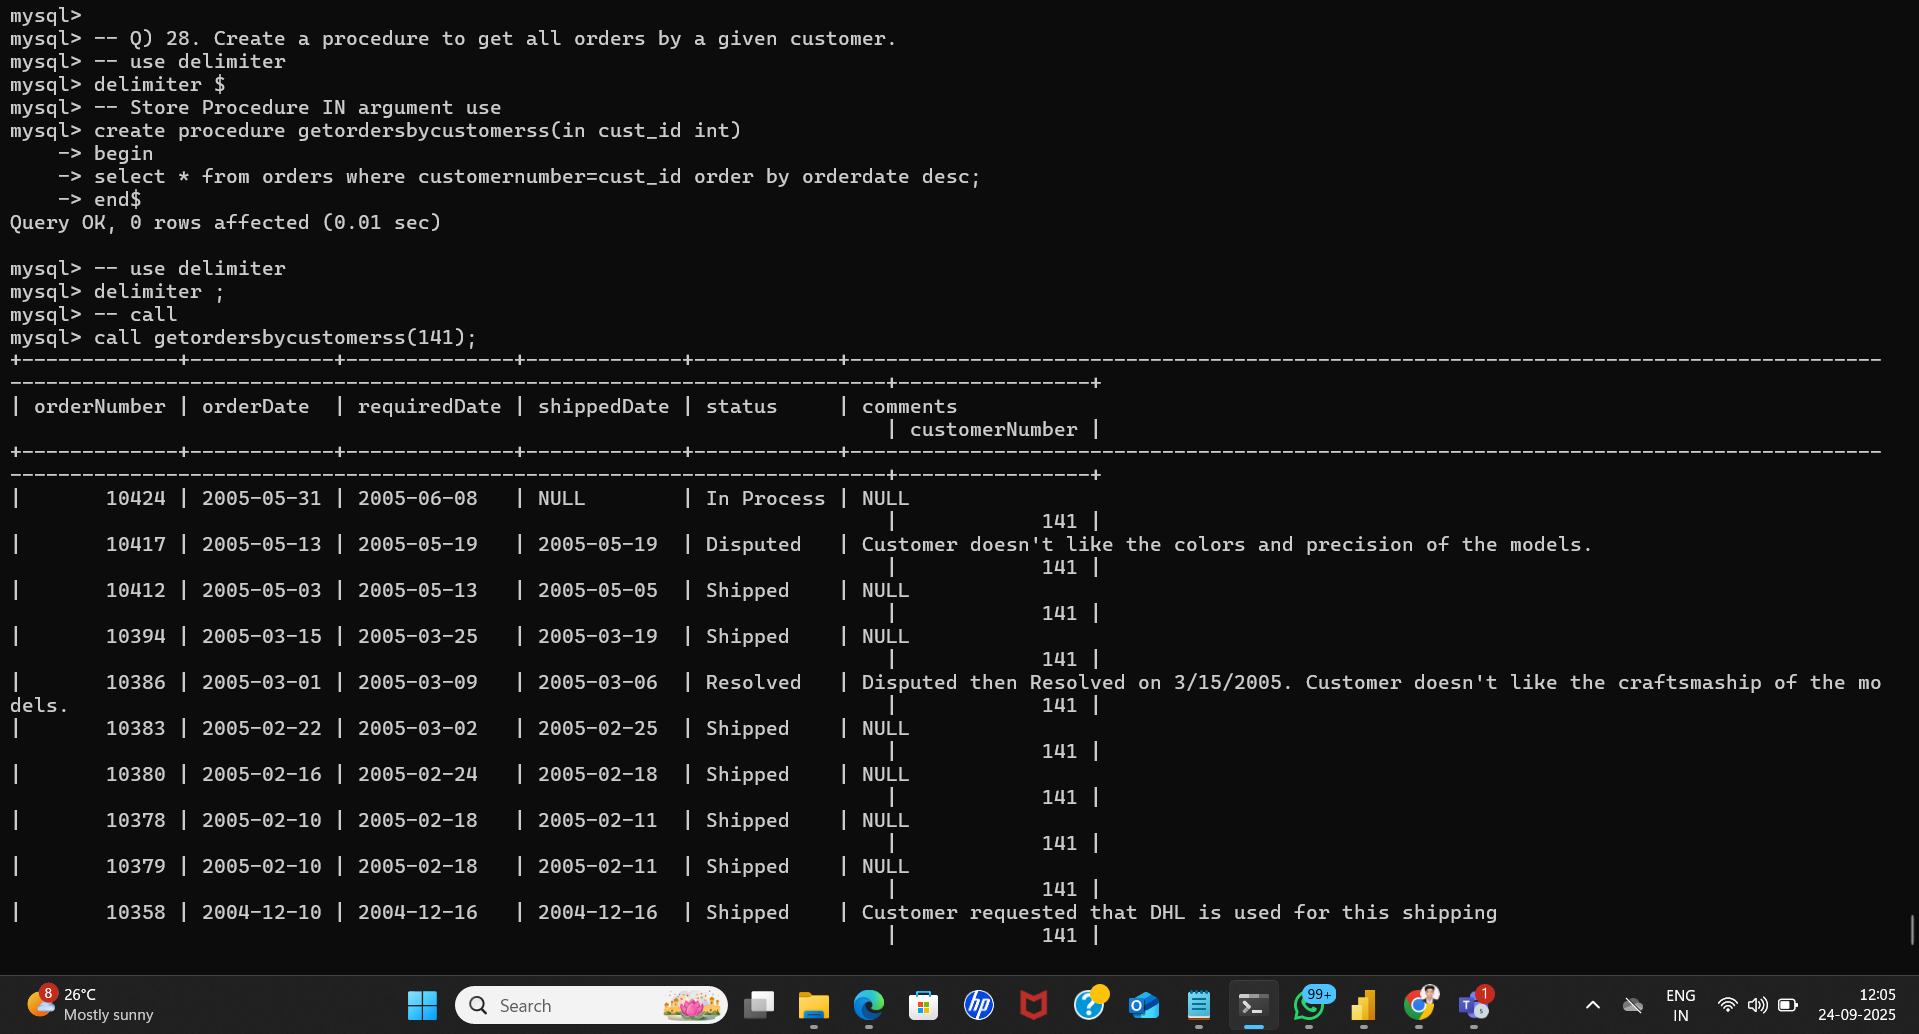 mysql>
mysql> -- Q) 28. Create a procedure to get all orders by a given customer.
mysql> -- use delimiter
mysql> delimiter $
mysql> -- Store Procedure IN argument use
mysql> create procedure getordersbycustomerss(in cust_id int)
    -> begin
    -> select * from orders where customernumber=cust_id order by orderdate desc;
    -> end$
Query OK, 0 rows affected (0.01 sec)
mysql> -- use delimiter
mysql> delimiter ;
mysql> -- call
mysql> call getordersbycustomerss(141);
| orderNumber | orderDate  | requiredDate | shippedDate | status     | comments
| customerNumber |
|       10424 | 2005-05-31 | 2005-06-08   | NULL        | In Process | NULL
|            141 |
|       10417 | 2005-05-13 | 2005-05-19   | 2005-05-19  | Disputed   | Customer doesn't like the colors and precision of the models.
|            141 |
|       10412 | 2005-05-03 | 2005-05-13   | 2005-05-05  | Shipped    | NULL
|            141 |
|       10394 | 2005-03-15 | 2005-03-25   | 2005-03-19  | Shipped    | NULL
|            141 |
|       10386 | 2005-03-01 | 2005-03-09   | 2005-03-06  | Resolved   | Disputed then Resolved on 3/15/2005. Customer doesn't like the craftsmaship of the mo
dels. |            141 |
|       10383 | 2005-02-22 | 2005-03-02   | 2005-02-25  | Shipped    | NULL
|            141 |
|       10380 | 2005-02-16 | 2005-02-24   | 2005-02-18  | Shipped    | NULL
|            141 |
|       10378 | 2005-02-10 | 2005-02-18   | 2005-02-11  | Shipped    | NULL
|            141 |
|       10379 | 2005-02-10 | 2005-02-18   | 2005-02-11  | Shipped    | NULL
|            141 |
|       10358 | 2004-12-10 | 2004-12-16   | 2004-12-16  | Shipped    | Customer requested that DHL is used for this shipping
|            141 |
8
26°C
Mostly sunny
Search
hp
99+
1
ENG
IN
12:05
24-09-2025